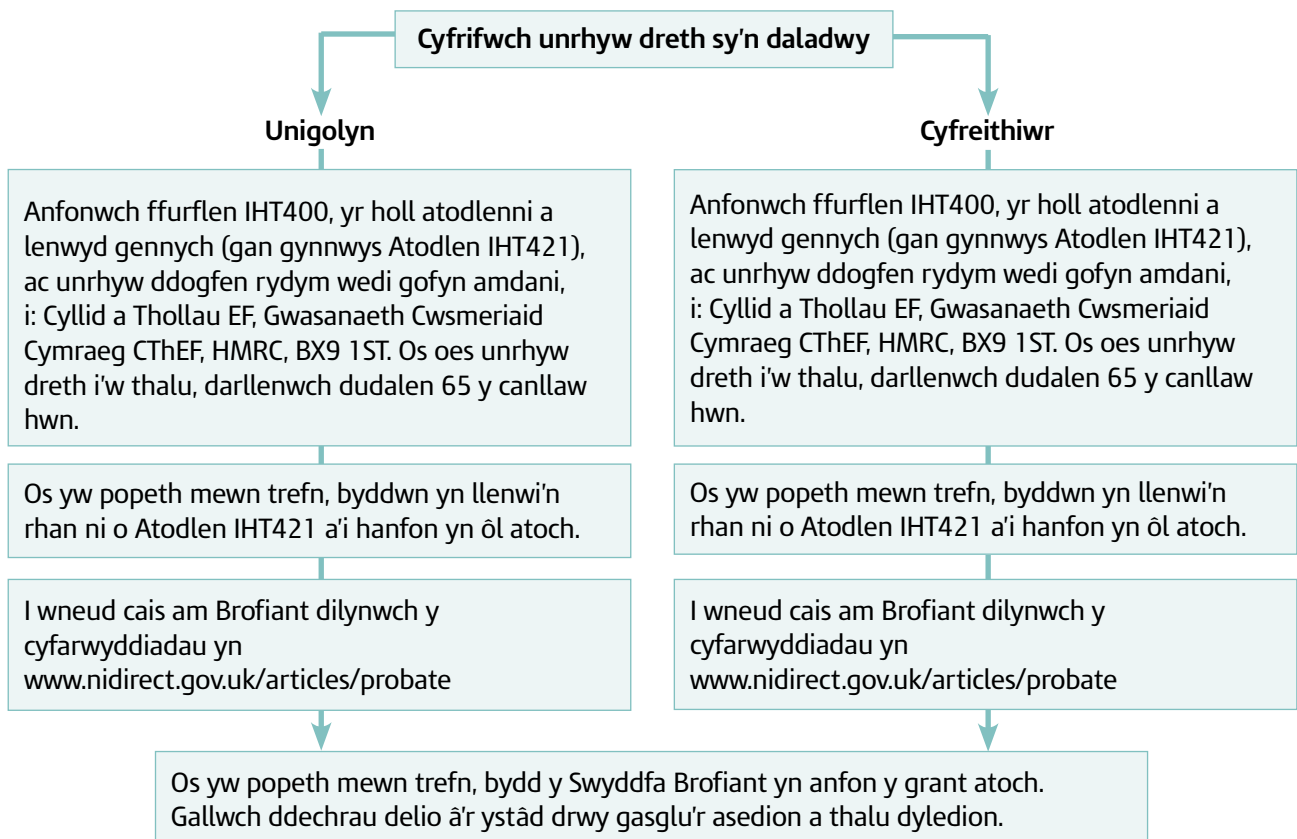 Cyfrifwch unrhyw dreth sy'n daladwy
Unigolyn
Anfonwch ffurflen IHT400, yr holl atodlenni a
lenwyd gennych (gan gynnwys Atodlen IHT421),
ac unrhyw ddogfen rydym wedi gofyn amdani,
i: Cyllid a Thollau EF, Gwasanaeth Cwsmeriaid
Cymraeg CThEF, HMRC, BX9 1ST. Os oes unrhyw
dreth i'w thalu, darllenwch dudalen 65 y canllaw
hwn.
Os yw popeth mewn trefn, byddwn yn llenwi'n
rhan ni o Atodlen IHT421 a'i hanfon yn ôl atoch.
I wneud cais am Brofiant dilynwch y
cyfarwyddiadau yn
www.nidirect.gov.uk/articles/probate
Cyfreithiwr
Anfonwch ffurflen IHT400, yr holl atodlenni a
lenwyd gennych (gan gynnwys Atodlen IHT421),
ac unrhyw ddogfen rydym wedi gofyn amdani,
i: Cyllid a Thollau EF, Gwasanaeth Cwsmeriaid
Cymraeg CThEF, HMRC, BX9 1ST. Os oes unrhyw
dreth i'w thalu, darllenwch dudalen 65 y canllaw
hwn.
Os yw popeth mewn trefn, byddwn yn llenwi'n
rhan ni o Atodlen IHT421 a'i hanfon yn ôl atoch.
I wneud cais am Brofiant dilynwch y
cyfarwyddiadau yn
www.nidirect.gov.uk/articles/probate
Os yw popeth mewn trefn, bydd y Swyddfa Brofiant yn anfon y grant atoch.
Gallwch ddechrau delio â'r ystâd drwy gasglu'r asedion a thalu dyledion.